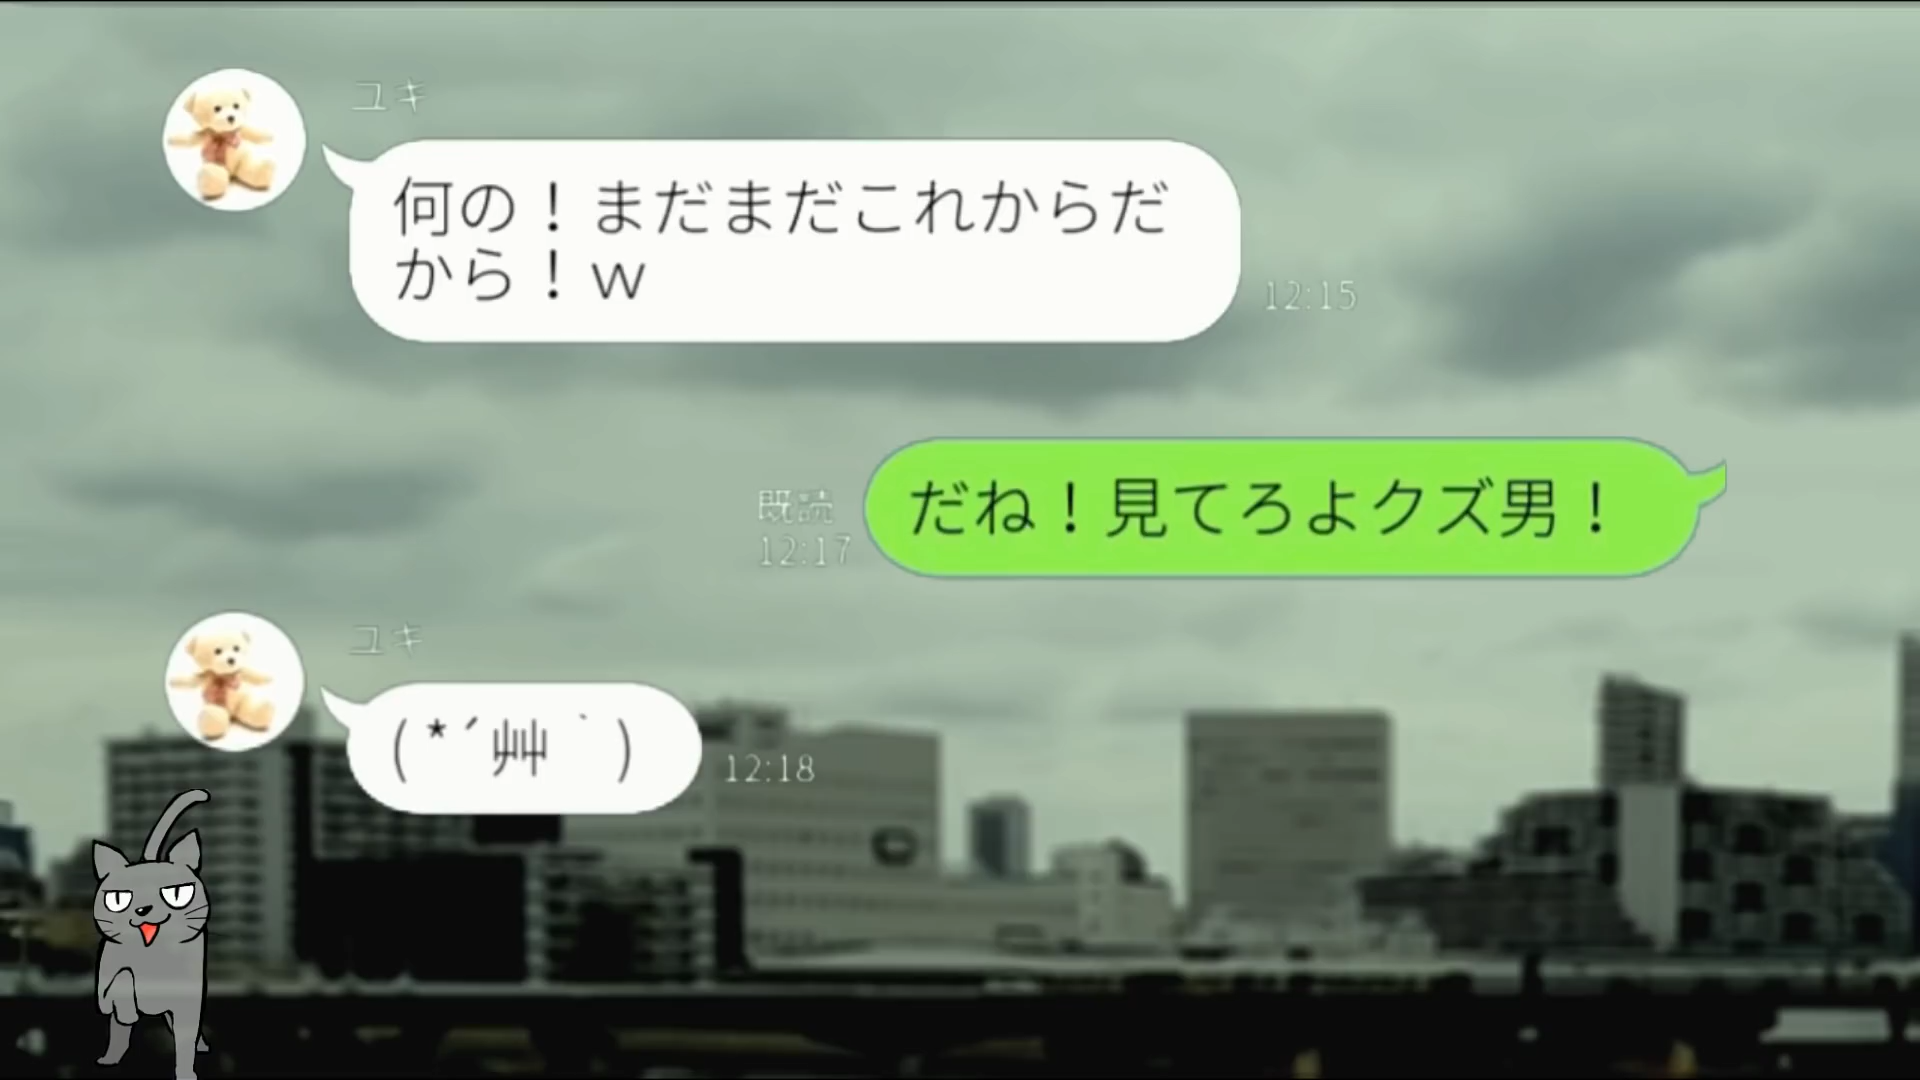 ユキ
何の！まだまだこれからだ
から！ｗ
12:15
だね！見てろよクズ男！
既読
12:17
ユキ
(*´艸｀)
12:18